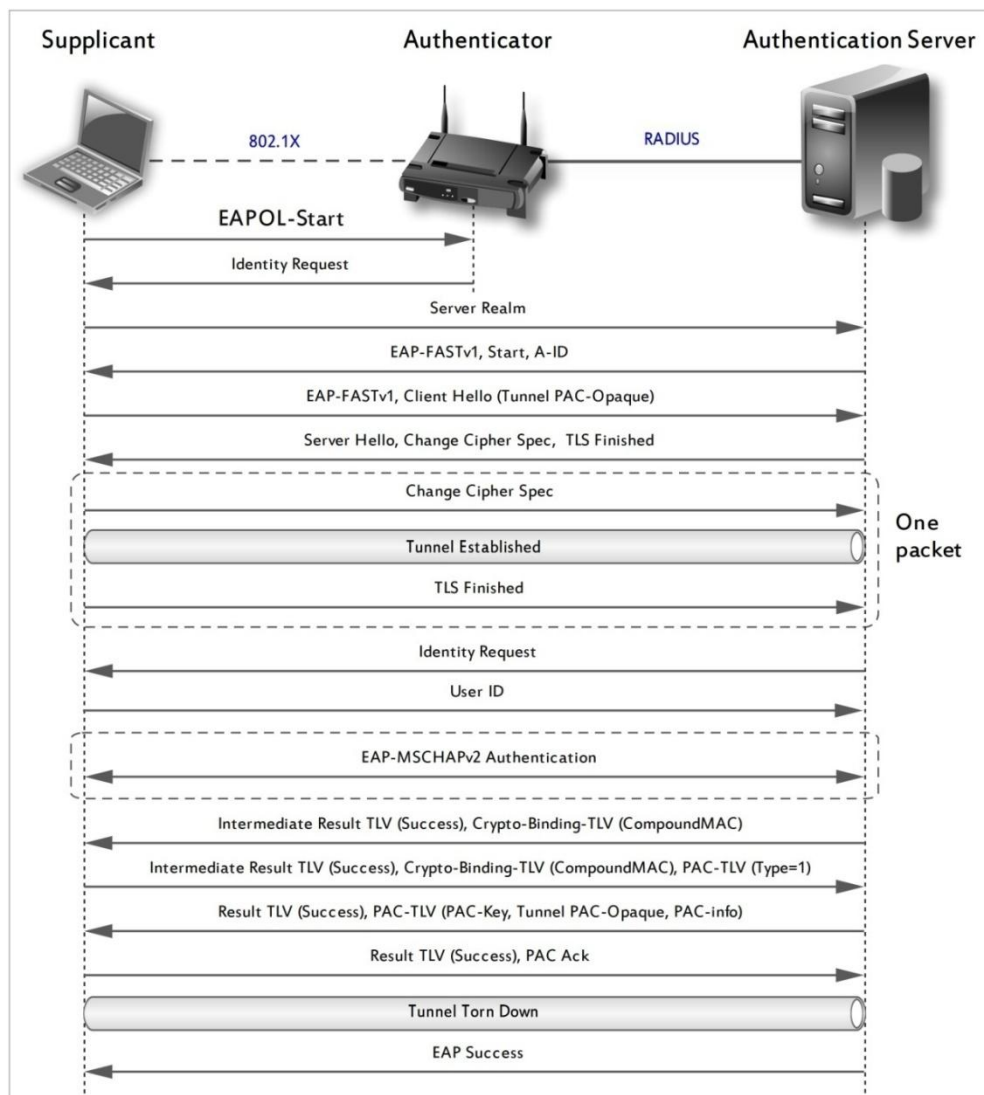 Supplicant
Authenticator
Authentication Server
802.1X
RADIUS
EAPOL-Start
Identity Request
Server Realm
EAP-FASTv1, Start, A-ID
EAP-FASTv1, Client Hello (Tunnel PAC-Opaque)
Server Hello, Change Cipher Spec, TLS Finished
Change Cipher Spec
One
packet
Tunnel Established
TLS Finished
Identity Request
User ID
EAP-MSCHAPv2 Authentication
Intermediate Result TLV (Success), Crypto-Binding-TLV (CompoundMAC)
Intermediate Result TLV (Success), Crypto-Binding-TLV (CompoundMAC), PAC-TLV (Type=1)
Result TLV (Success), PAC-TLV (PAC-Key, Tunnel PAC-Opaque, PAC-info)
Result TLV (Success), PAC Ack
Tunnel Torn Down
EAP Success